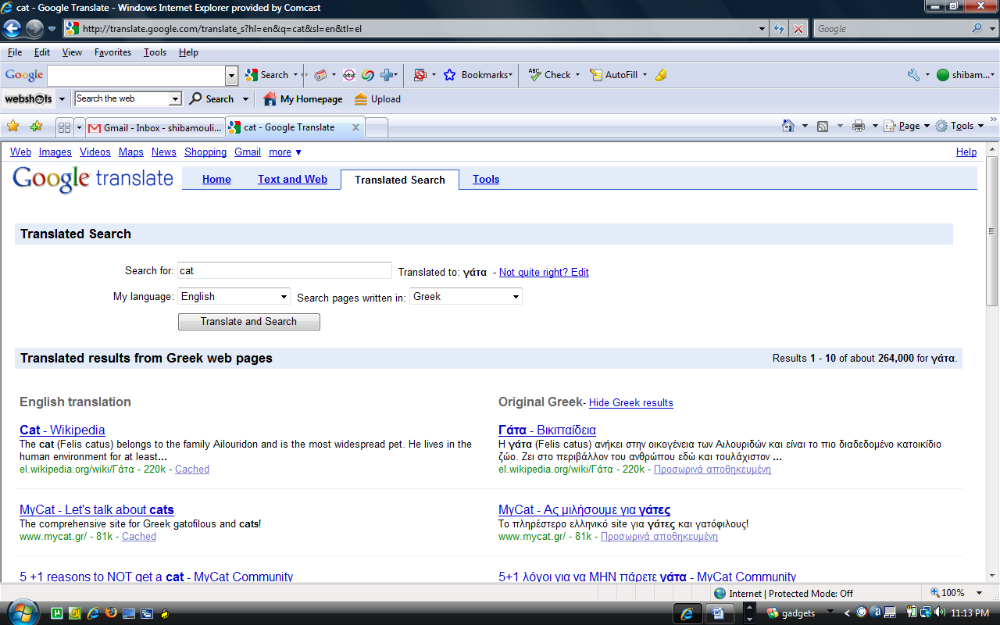 cat - Google Translate - Windows Internet Explorer provided by Comcast
http://translate.google.com/translate_s?hl=en&q=cat&sl=en&tl=el
Google
File Edit View Favorites Tools Help
Google Search Bookmarks Check AutoFill shibam...
webshots Search the web Search My Homepage Upload
Gmail - Inbox - shibamouli... cat - Google Translate Page Tools
Web Images Videos Maps News Shopping Gmail more ▼ Help
Google translate Home Text and Web Translated Search Tools
Translated Search
Search for: cat Translated to: γάτα - Not quite right? Edit
My language: English Search pages written in: Greek
Translate and Search
Translated results from Greek web pages Results 1 - 10 of about 264,000 for γάτα.
English translation Original Greek- Hide Greek results
Cat - Wikipedia
The cat (Felis catus) belongs to the family Ailouridon and is the most widespread pet. He lives in the
human environment for at least...
el.wikipedia.org/wiki/Γάτα - 220k - Cached
Γάτα - Βικιπαίδεια
Η γάτα (Felis catus) ανήκει στην οικογένεια των Αιλουριδών και είναι το πιο διαδεδομένο κατοικίδιο
ζώο. Ζει στο περιβάλλον του ανθρώπου εδώ και τουλάχιστον ...
el.wikipedia.org/wiki/Γάτα - 220k - Προσωρινά αποθηκευμένη
MyCat - Let's talk about cats
The comprehensive site for Greek gatofilous and cats!
www.mycat.gr/ - 81k - Cached
MyCat - Ας μιλήσουμε για γάτες
Το πληρέστερο ελληνικό site για γάτες και γατόφιλους!
www.mycat.gr/ - 81k - Προσωρινά αποθηκευμένη
5 +1 reasons to NOT get a cat - MyCat Community
5+1 λόγοι για να ΜΗΝ πάρετε γάτα - MyCat Community
Internet | Protected Mode: Off 100%
gadgets 11:13 PM